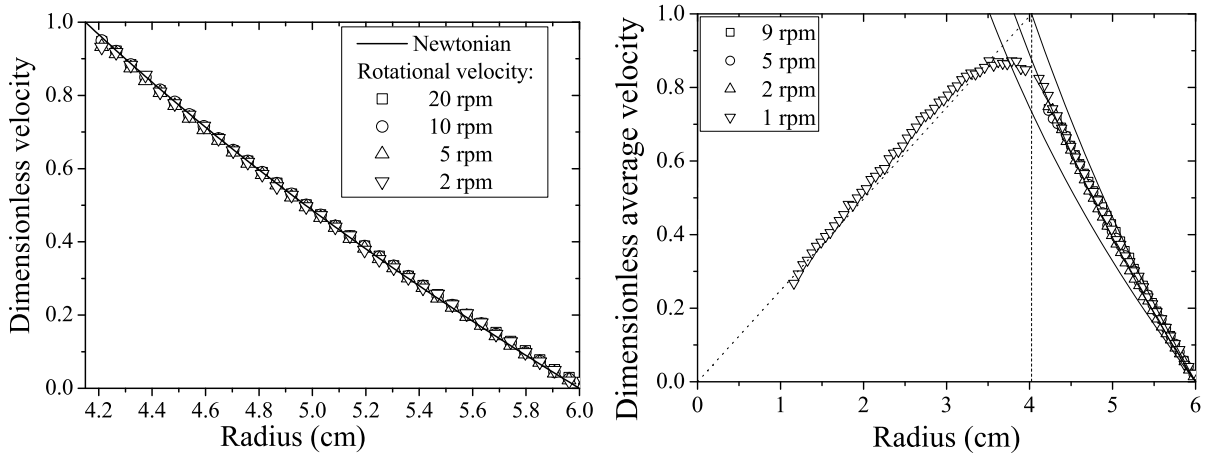 Dimensionless velocity
1.0
0.8
0.6
0.4
0.2
0.0
4.2 4.4 4.6 4.8 5.0 5.2 5.4 5.6 5.8 6.0
Radius (cm)
Newtonian
Rotational velocity:
20 rpm
10 rpm
5 rpm
2 rpm
Dimensionless average velocity
1.0
0.8
0.6
0.4
0.2
0.0
0 1 2 3 4 5 6
Radius (cm)
9 rpm
5 rpm
2 rpm
1 rpm